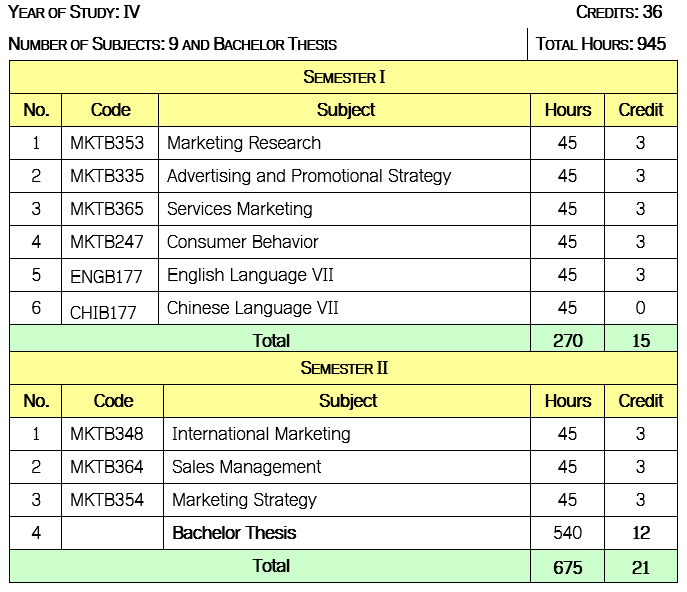 YEAR OF STUDY: IV CREDITS: 36
NUMBER OF SUBJECTS: 9 AND BACHELOR THESIS TOTAL HOURS: 945
SEMESTER I
No. Code Subject Hours Credit
1 MKTB353 Marketing Research 45 3
2 MKTB335 Advertising and Promotional Strategy 45 3
3 MKTB365 Services Marketing 45 3
4 MKTB247 Consumer Behavior 45 3
5 ENGB177 English Language VII 45 3
6 CHIB177 Chinese Language VII 45 0
Total 270 15
SEMESTER II
No. Code Subject Hours Credit
1 MKTB348 International Marketing 45 3
2 MKTB364 Sales Management 45 3
3 MKTB354 Marketing Strategy 45 3
4 Bachelor Thesis 540 12
Total 675 21